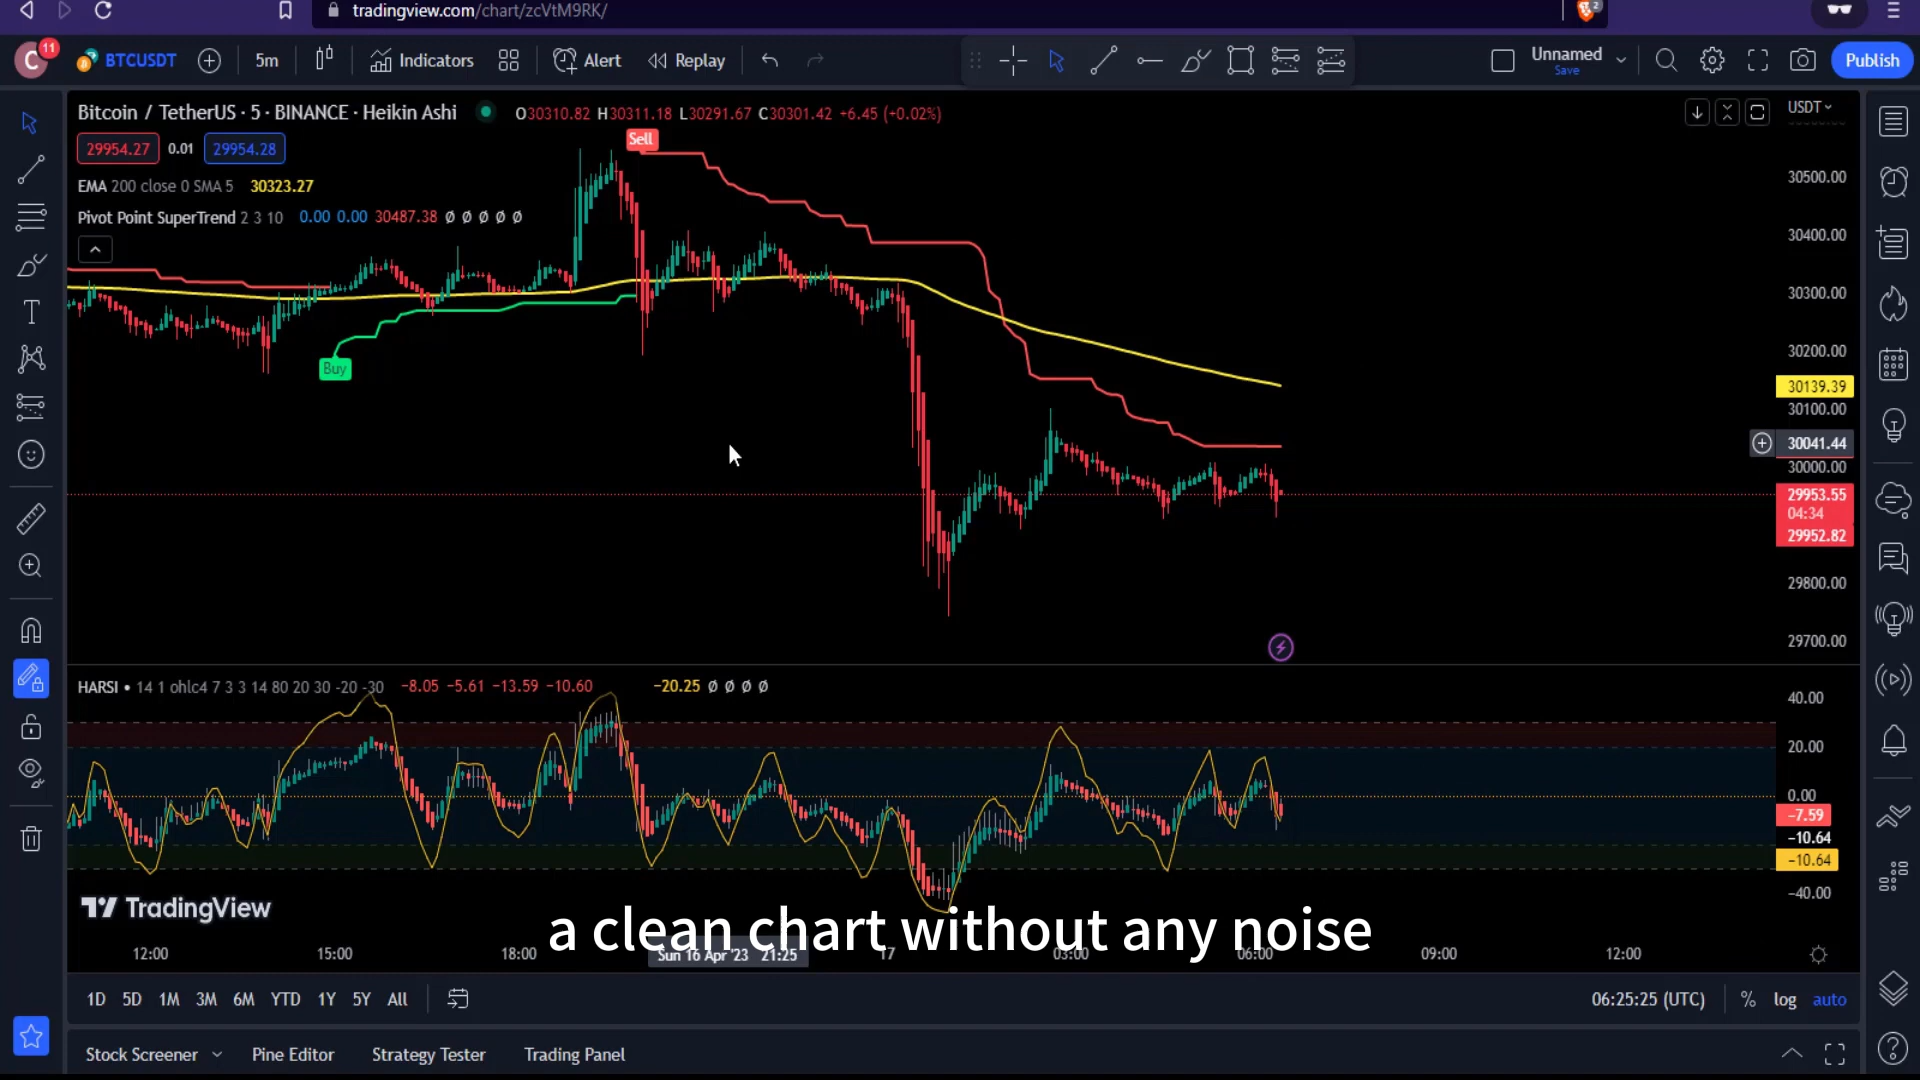 tradingview.com/chart/zcVtM9RK/
2
C
11
BTCUSDT
5m
Indicators
Alert
Replay
Unnamed
Save
Publish
Bitcoin / TetherUS · 5 · BINANCE · Heikin Ashi
O30310.82 H30311.18 L30291.67 C30301.42 +6.45 (+0.02%)
USDT
29954.27
0.01
29954.28
Sell
EMA 200 close 0 SMA 5 30323.27
Pivot Point SuperTrend 2 3 10 0.00 0.00 30487.38 Ø Ø Ø Ø Ø
Buy
30500.00
30400.00
30300.00
30200.00
30139.39
30100.00
30041.44
30000.00
29953.55
04:34
29952.82
29800.00
29700.00
HARSI • 14 1 ohlc4 7 3 3 14 80 20 30 -20 -30 −8.05 −5.61 −13.59 −10.60 −20.25 Ø Ø Ø Ø
40.00
20.00
0.00
−7.59
−10.64
−10.64
−40.00
TradingView
a clean chart without any noise
12:00 15:00 18:00 Sun 16 Apr '23 21:25 17 03:00 06:00 09:00 12:00
1D 5D 1M 3M 6M YTD 1Y 5Y All
06:25:25 (UTC) % log auto
Stock Screener Pine Editor Strategy Tester Trading Panel